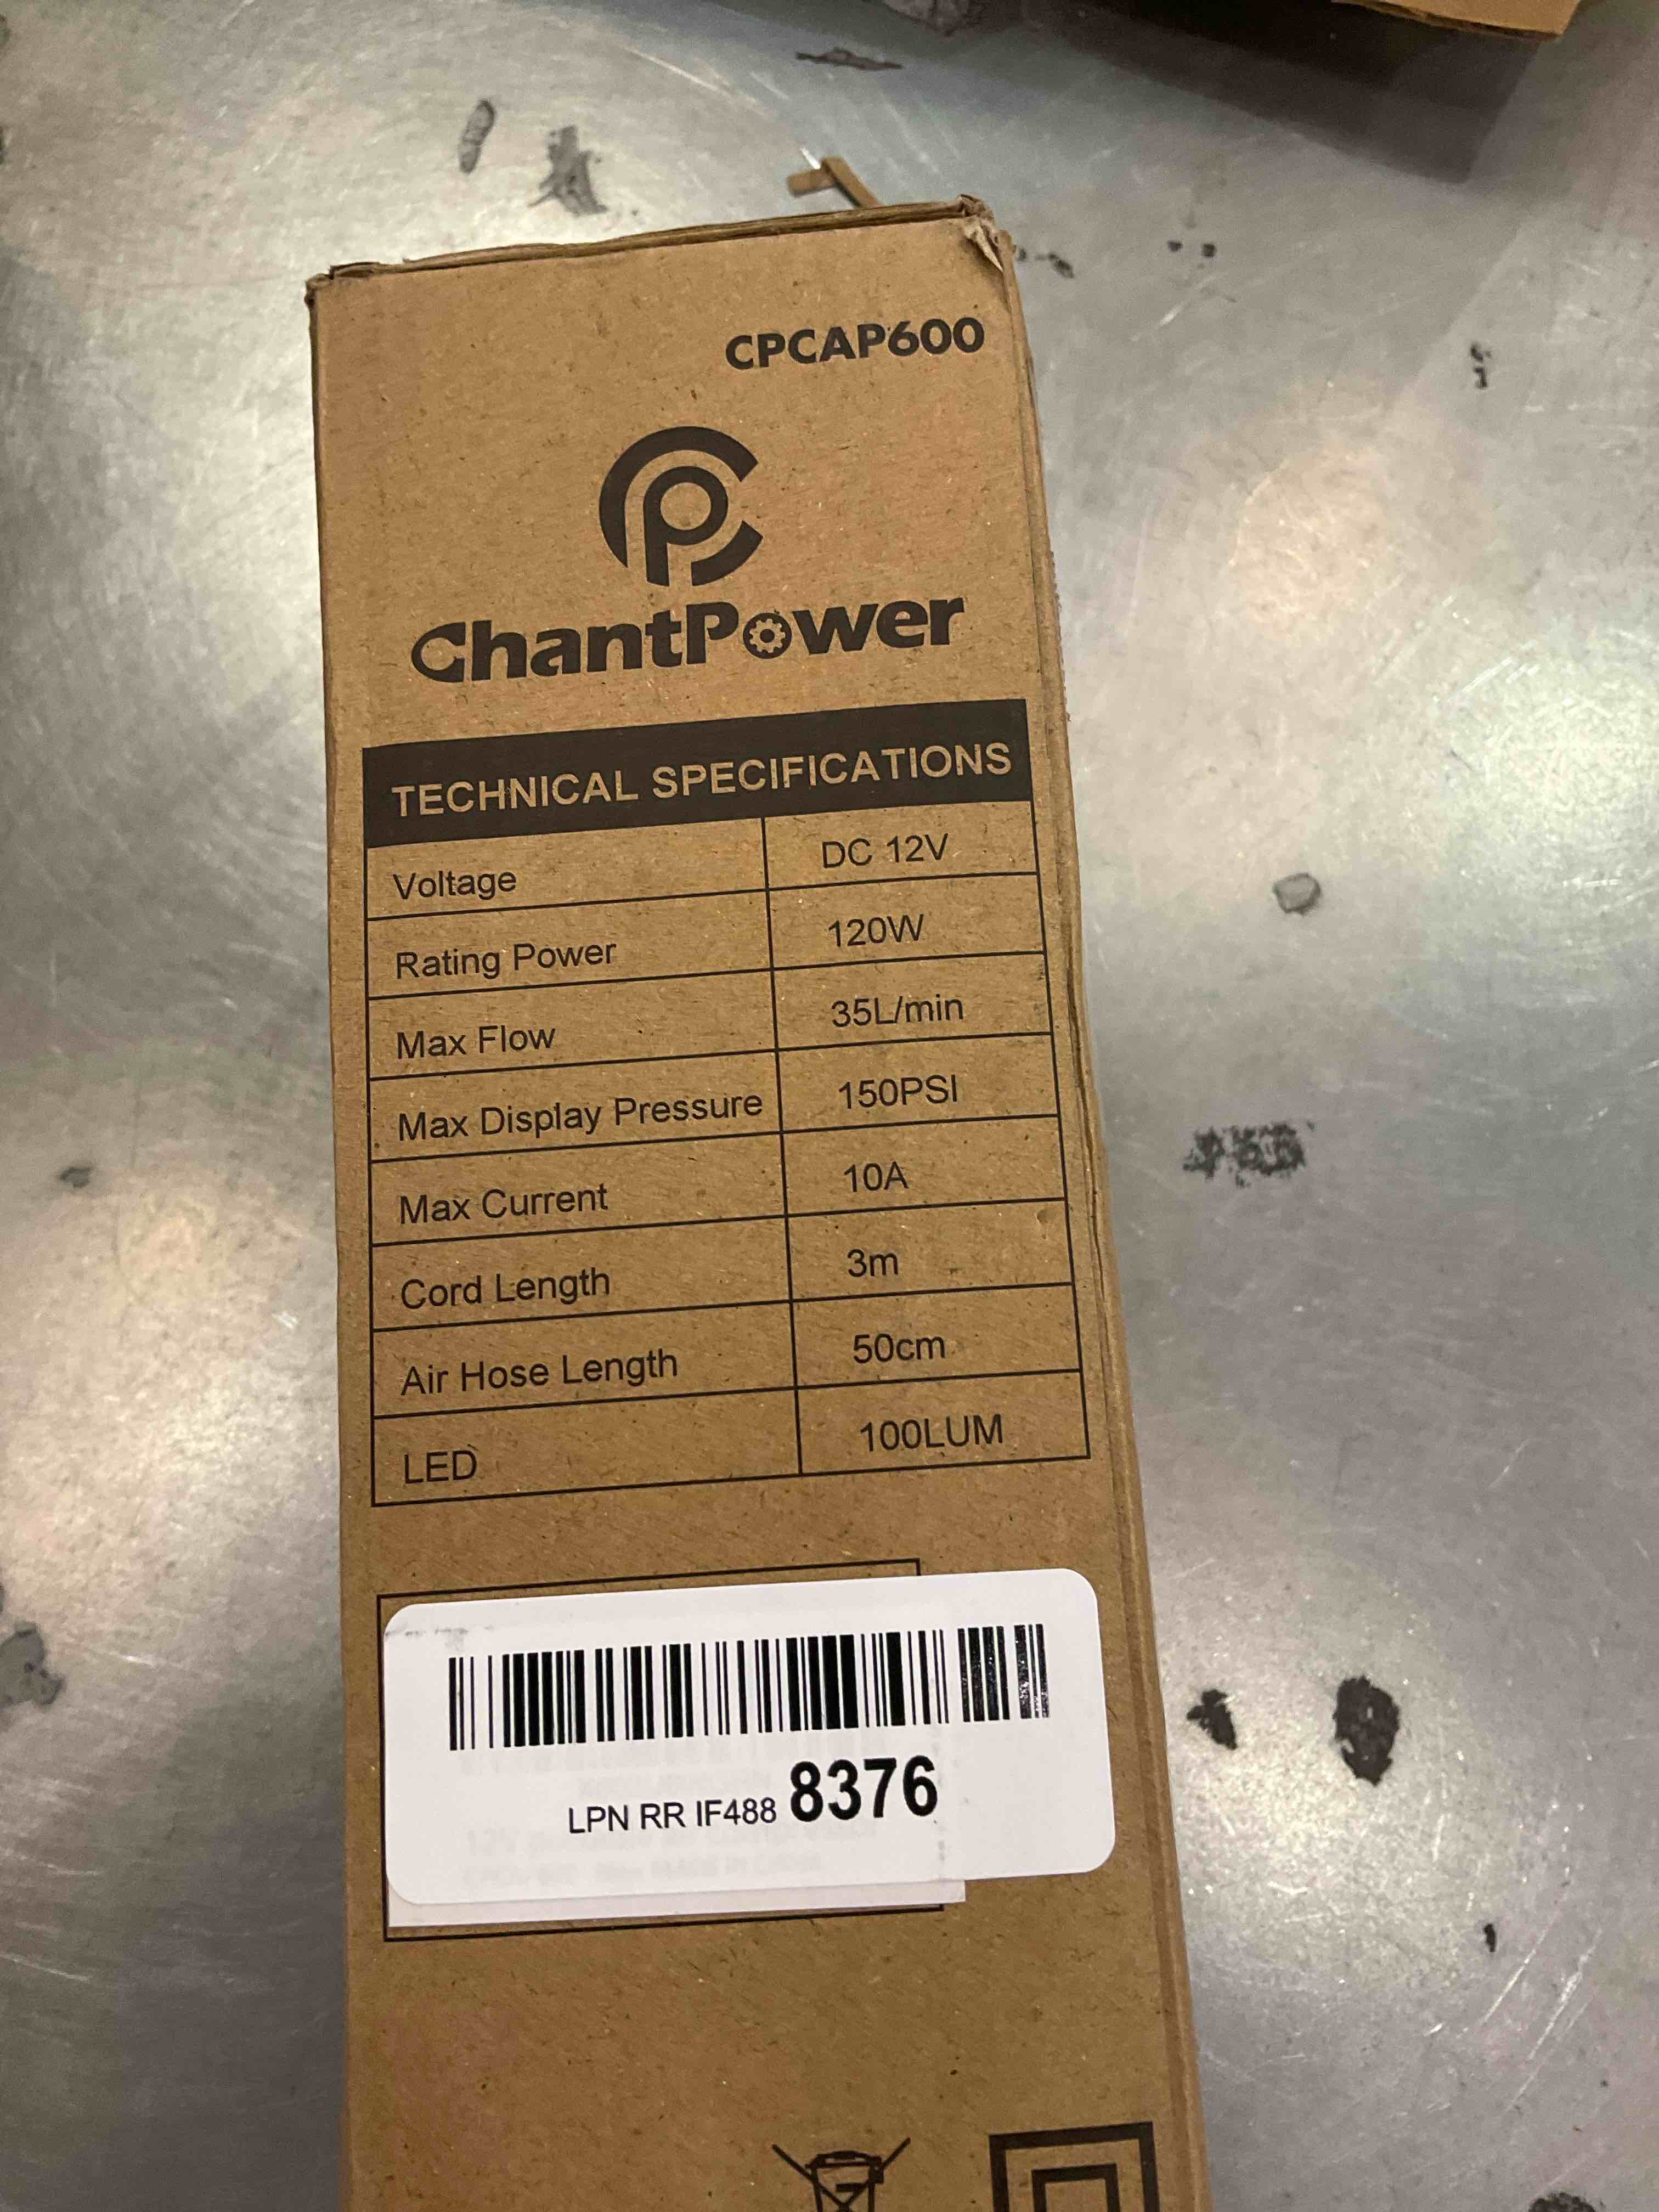 CPCAP600
ChantPower
TECHNICAL SPECIFICATIONS
Voltage DC 12V
Rating Power 120W
Max Flow 35L/min
Max Display Pressure 150PSI
Max Current 10A
Cord Length 3m
Air Hose Length 50cm
LED 100LUM
LPN RR IF488 8376